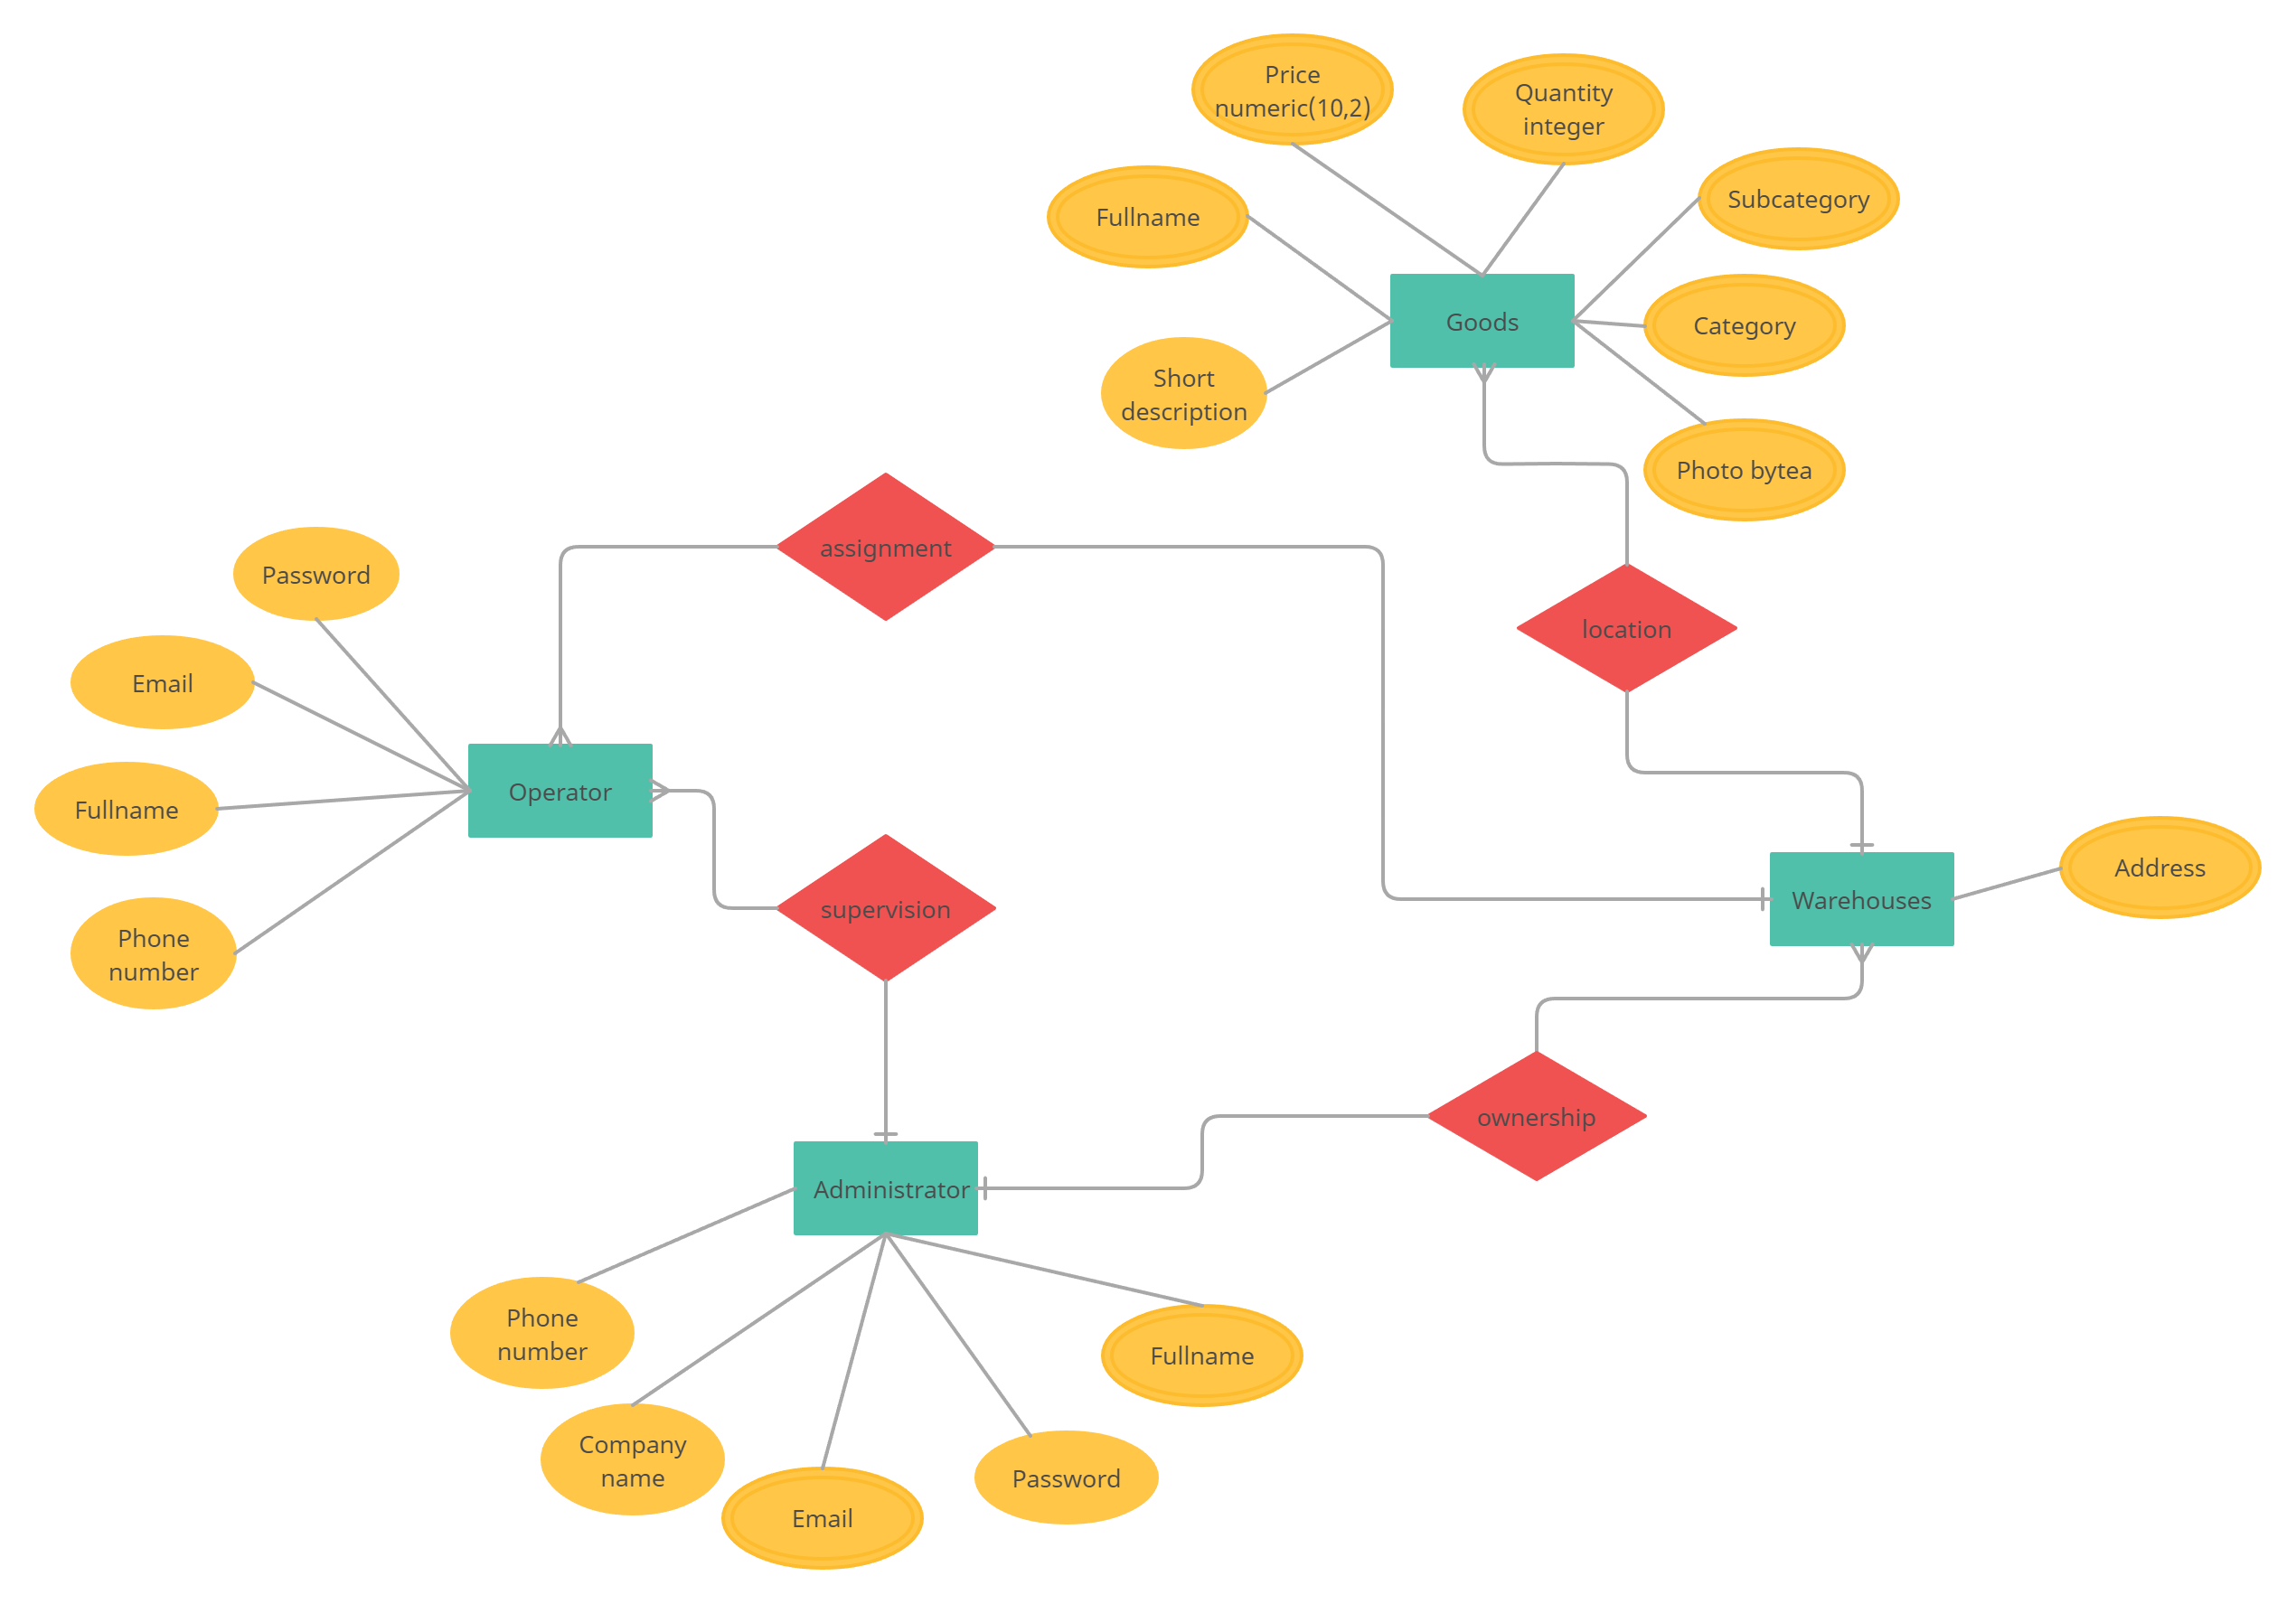 Price
numeric(10,2)
Quantity
integer
Subcategory
Fullname
Goods
Category
Short
description
Photo bytea
assignment
Password
location
Email
Operator
Fullname
Address
Warehouses
supervision
Phone
number
ownership
Administrator
Phone
number
Fullname
Company
name
Password
Email